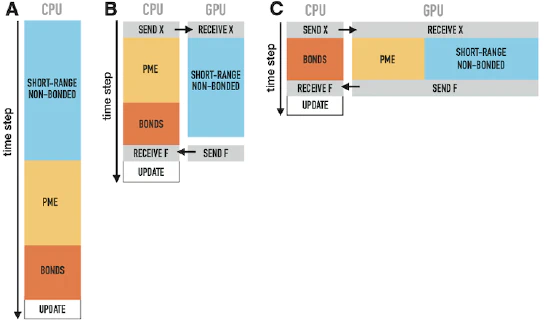 A
CPU
SHORT-RANGE
NON-BONDED
PME
BONDS
UPDATE
time step
B
CPU
GPU
SEND X
RECEIVE X
PME
SHORT-RANGE
NON-BONDED
BONDS
RECEIVE F
SEND F
UPDATE
time step
C
CPU
GPU
SEND X
RECEIVE X
BONDS
PME
SHORT-RANGE
NON-BONDED
RECEIVE F
SEND F
UPDATE
time step